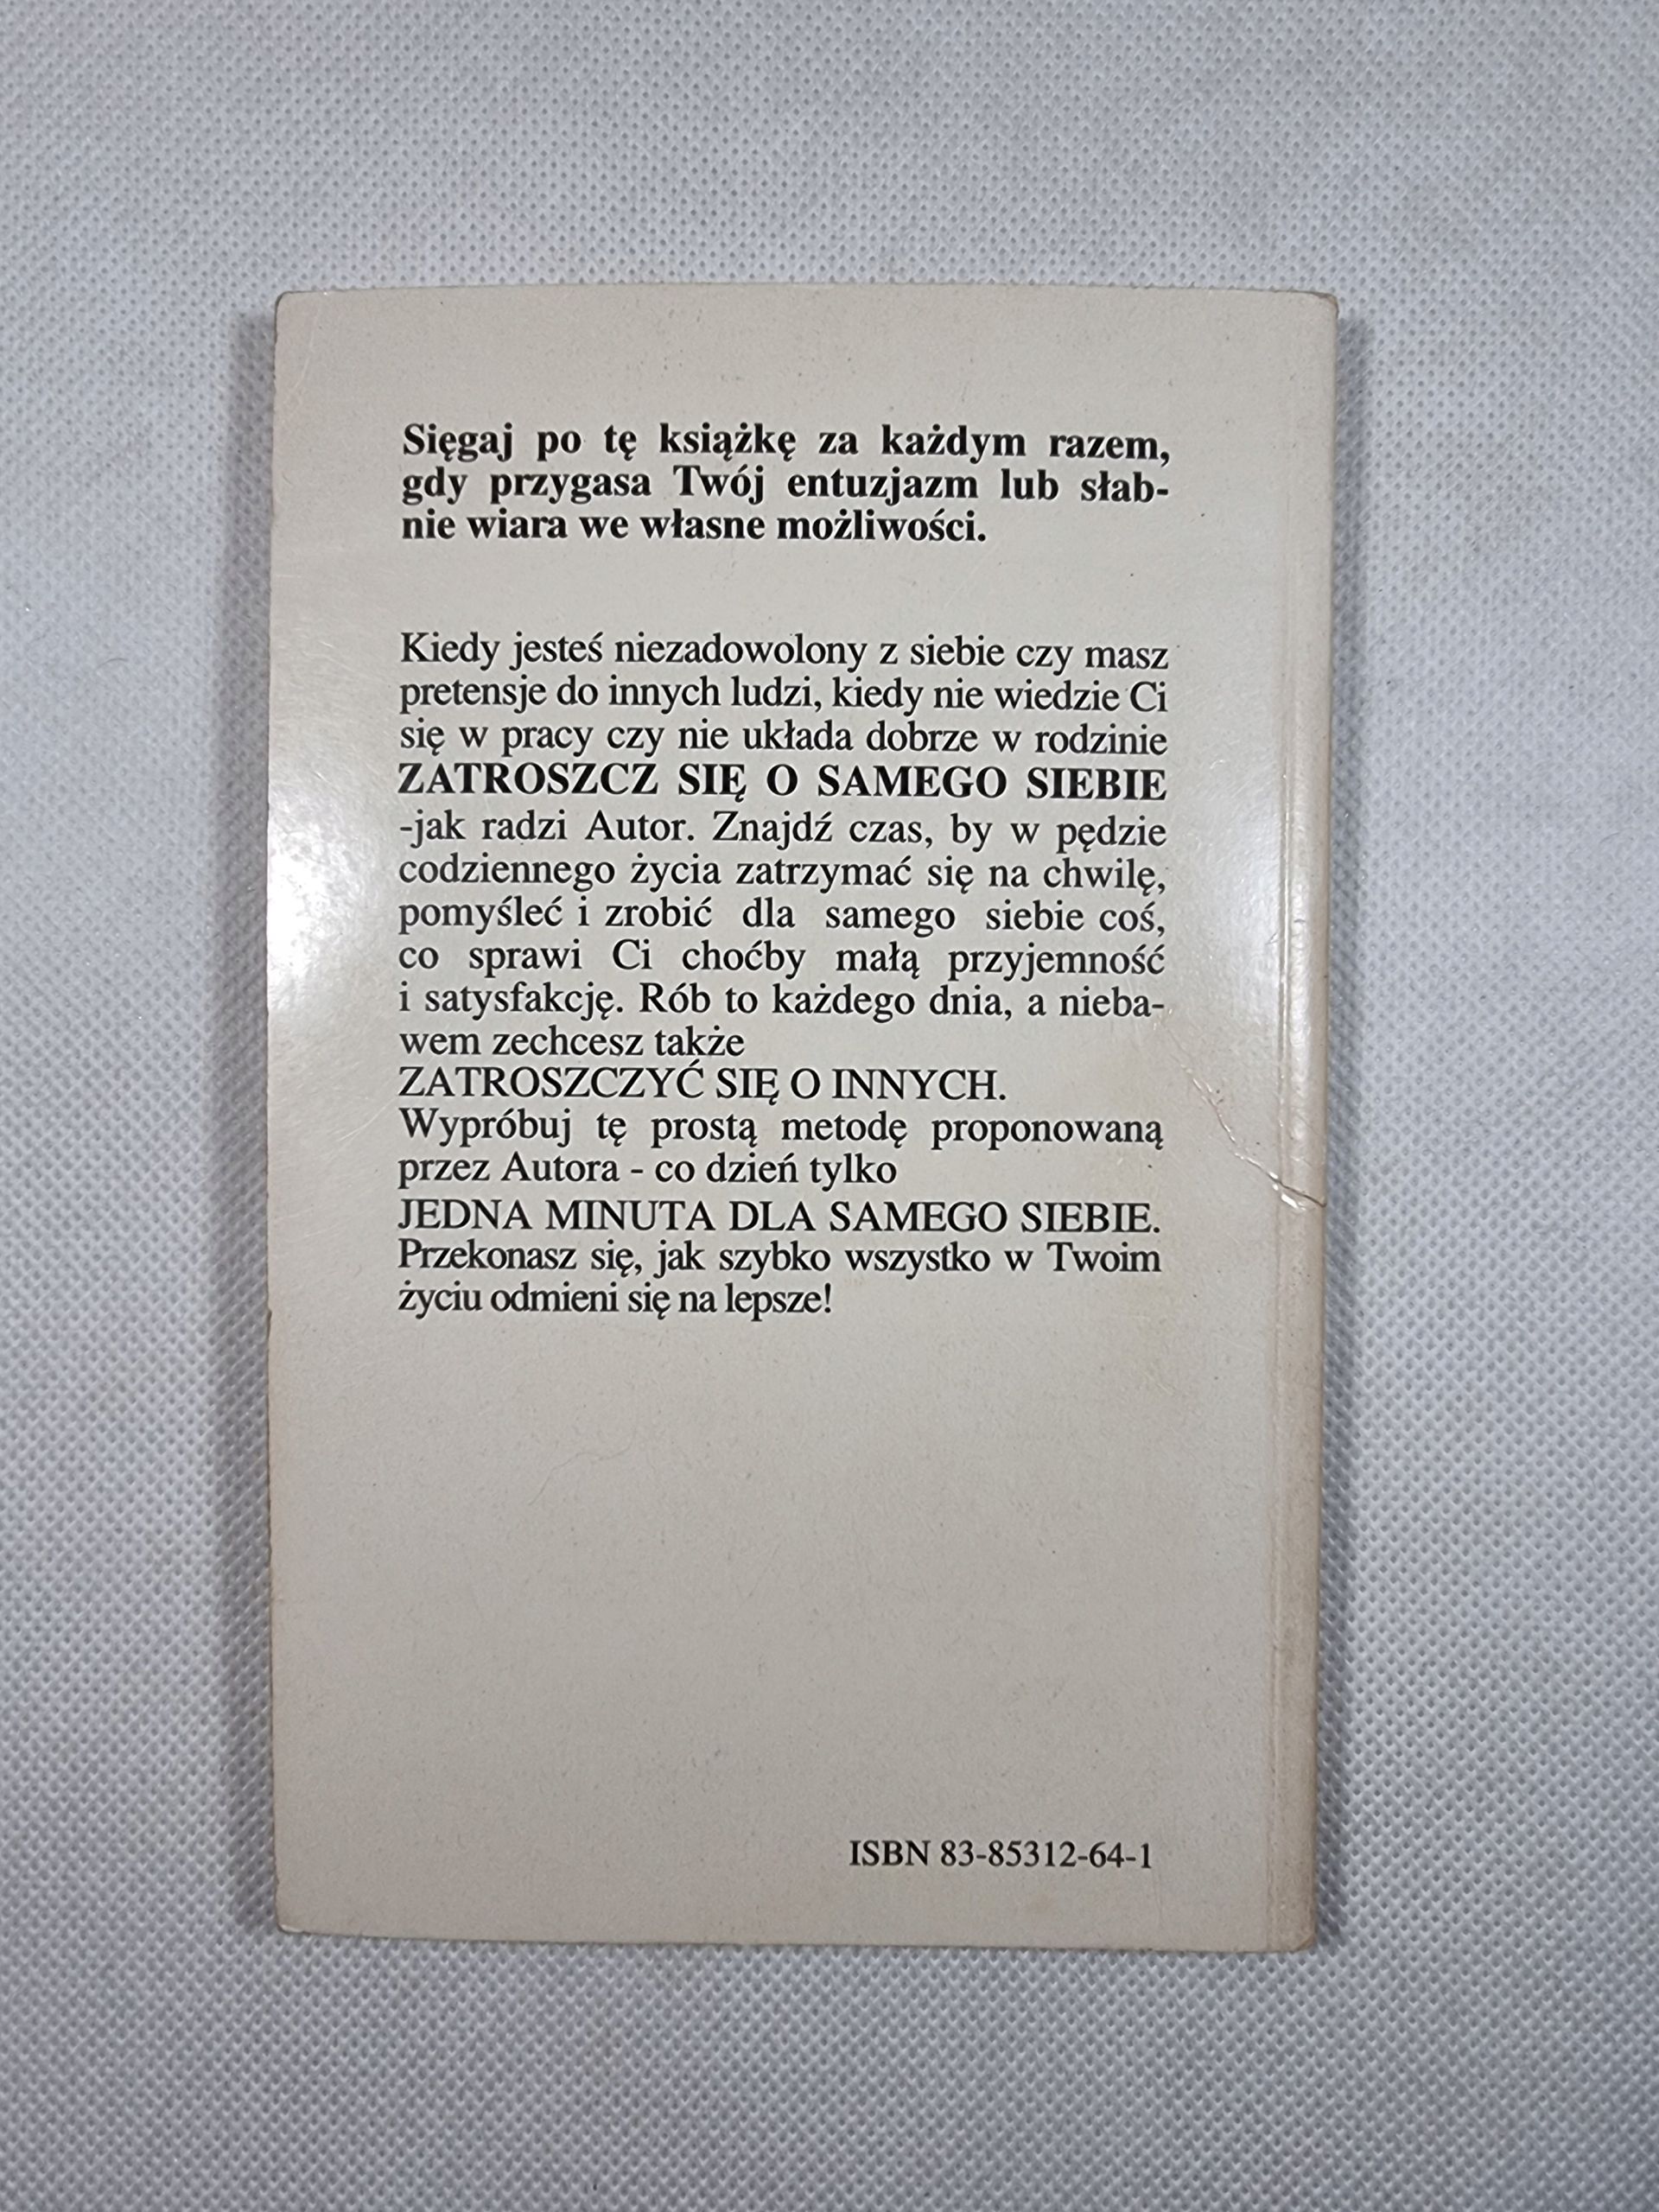 Sięgaj po tę książkę za każdym razem,
gdy przygasa Twój entuzjazm lub słab-
nie wiara we własne możliwości.
Kiedy jesteś niezadowolony z siebie czy masz
pretensje do innych ludzi, kiedy nie wiedzie Ci
się w pracy czy nie układa dobrze w rodzinie
ZATROSZCZ SIĘ O SAMEGO SIEBIE
-jak radzi Autor. Znajdź czas, by w pędzie
codziennego życia zatrzymać się na chwilę,
pomyśleć i zrobić dla samego siebie coś,
co sprawi Ci choćby małą przyjemność
i satysfakcję. Rób to każdego dnia, a nieba-
wem zechcesz także
ZATROSZCZYĆ SIĘ O INNYCH.
Wypróbuj tę prostą metodę proponowaną
przez Autora - co dzień tylko
JEDNA MINUTA DLA SAMEGO SIEBIE.
Przekonasz się, jak szybko wszystko w Twoim
życiu odmieni się na lepsze!
ISBN 83-85312-64-1